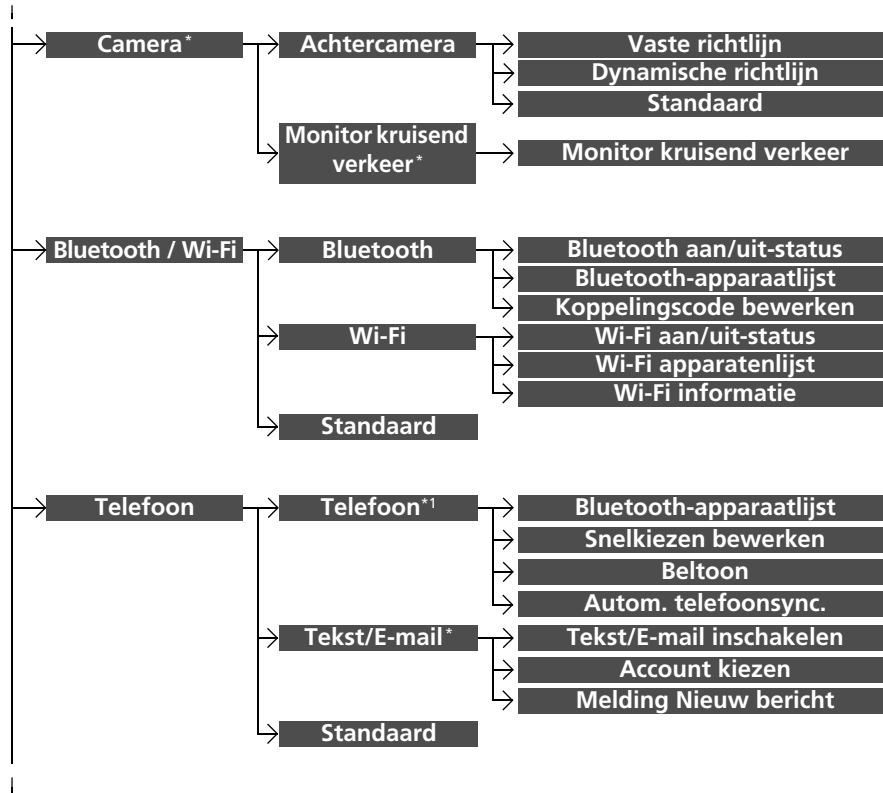 Camera*
Achtercamera
Vaste richtlijn
Dynamische richtlijn
Standaard
Monitor kruisend
verkeer*
Monitor kruisend verkeer
Bluetooth / Wi-Fi
Bluetooth
Bluetooth aan/uit-status
Bluetooth-apparaatlijst
Koppelingscode bewerken
Wi-Fi
Wi-Fi aan/uit-status
Wi-Fi apparatenlijst
Wi-Fi informatie
Standaard
Telefoon
Telefoon*1
Bluetooth-apparaatlijst
Snelkiezen bewerken
Beltoon
Autom. telefoonsync.
Tekst/E-mail*
Tekst/E-mail inschakelen
Account kiezen
Melding Nieuw bericht
Standaard